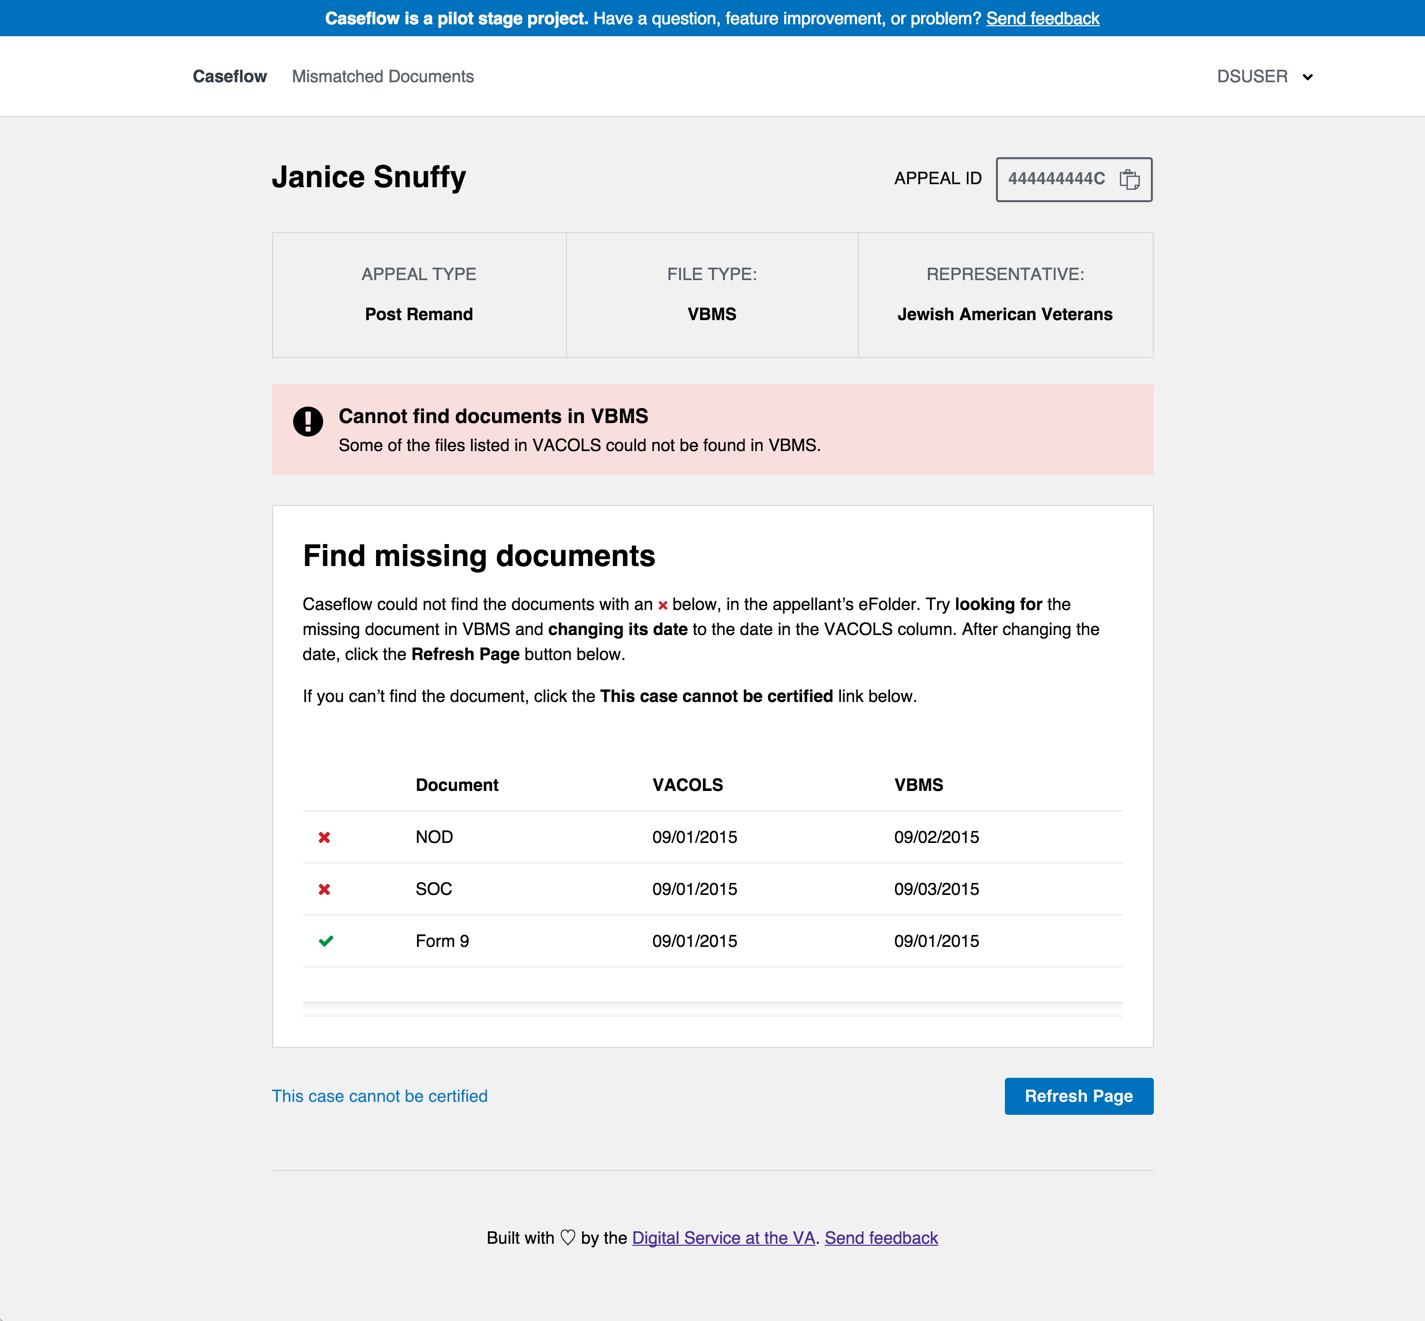 Caseflow is a pilot stage project. Have a question, feature improvement, or problem? Send feedback
Caseflow Mismatched Documents DSUSER
Janice Snuffy APPEAL ID 444444444C
APPEAL TYPE FILE TYPE: REPRESENTATIVE:
Post Remand VBMS Jewish American Veterans
Cannot find documents in VBMS
Some of the files listed in VACOLS could not be found in VBMS.
Find missing documents
Caseflow could not find the documents with an × below, in the appellant’s eFolder. Try looking for the
missing document in VBMS and changing its date to the date in the VACOLS column. After changing the
date, click the Refresh Page button below.
If you can’t find the document, click the This case cannot be certified link below.
Document VACOLS VBMS
NOD 09/01/2015 09/02/2015
SOC 09/01/2015 09/03/2015
Form 9 09/01/2015 09/01/2015
This case cannot be certified Refresh Page
Built with ♡ by the Digital Service at the VA. Send feedback